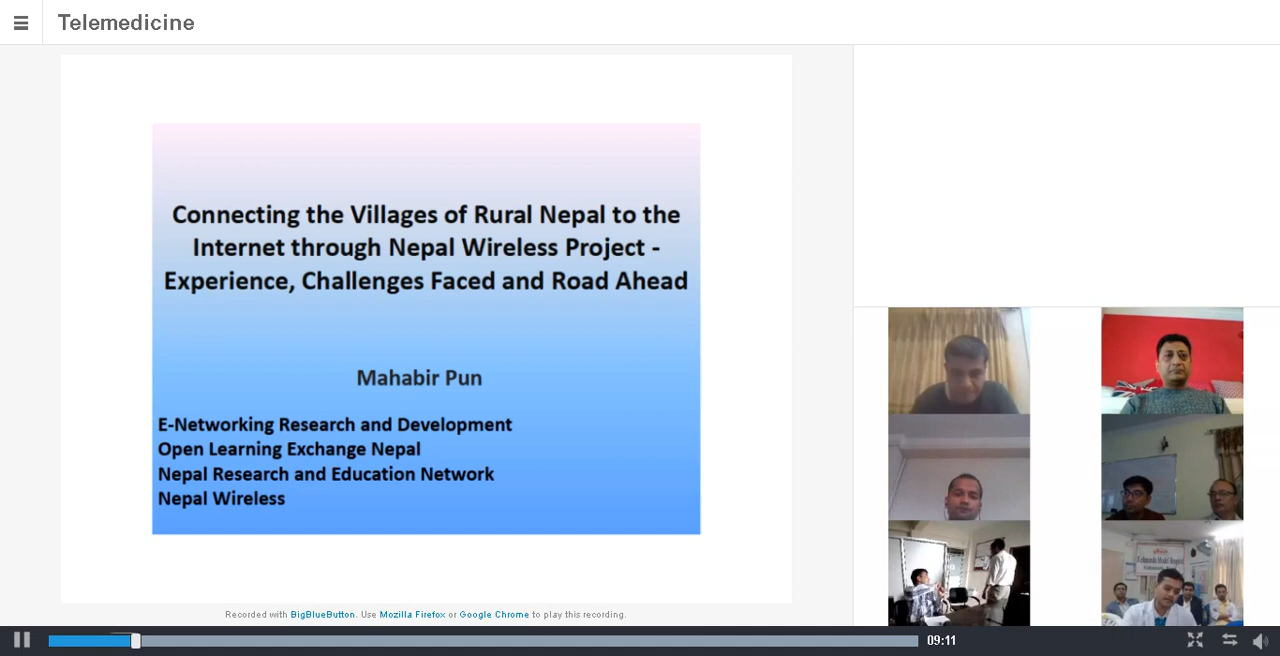 Telemedicine
Connecting the Villages of Rural Nepal to the
Internet through Nepal Wireless Project -
Experience, Challenges Faced and Road Ahead
Mahabir Pun
E-Networking Research and Development
Open Learning Exchange Nepal
Nepal Research and Education Network
Nepal Wireless
Recorded with BigBlueButton. Use Mozilla Firefox or Google Chrome to play this recording.
09:11